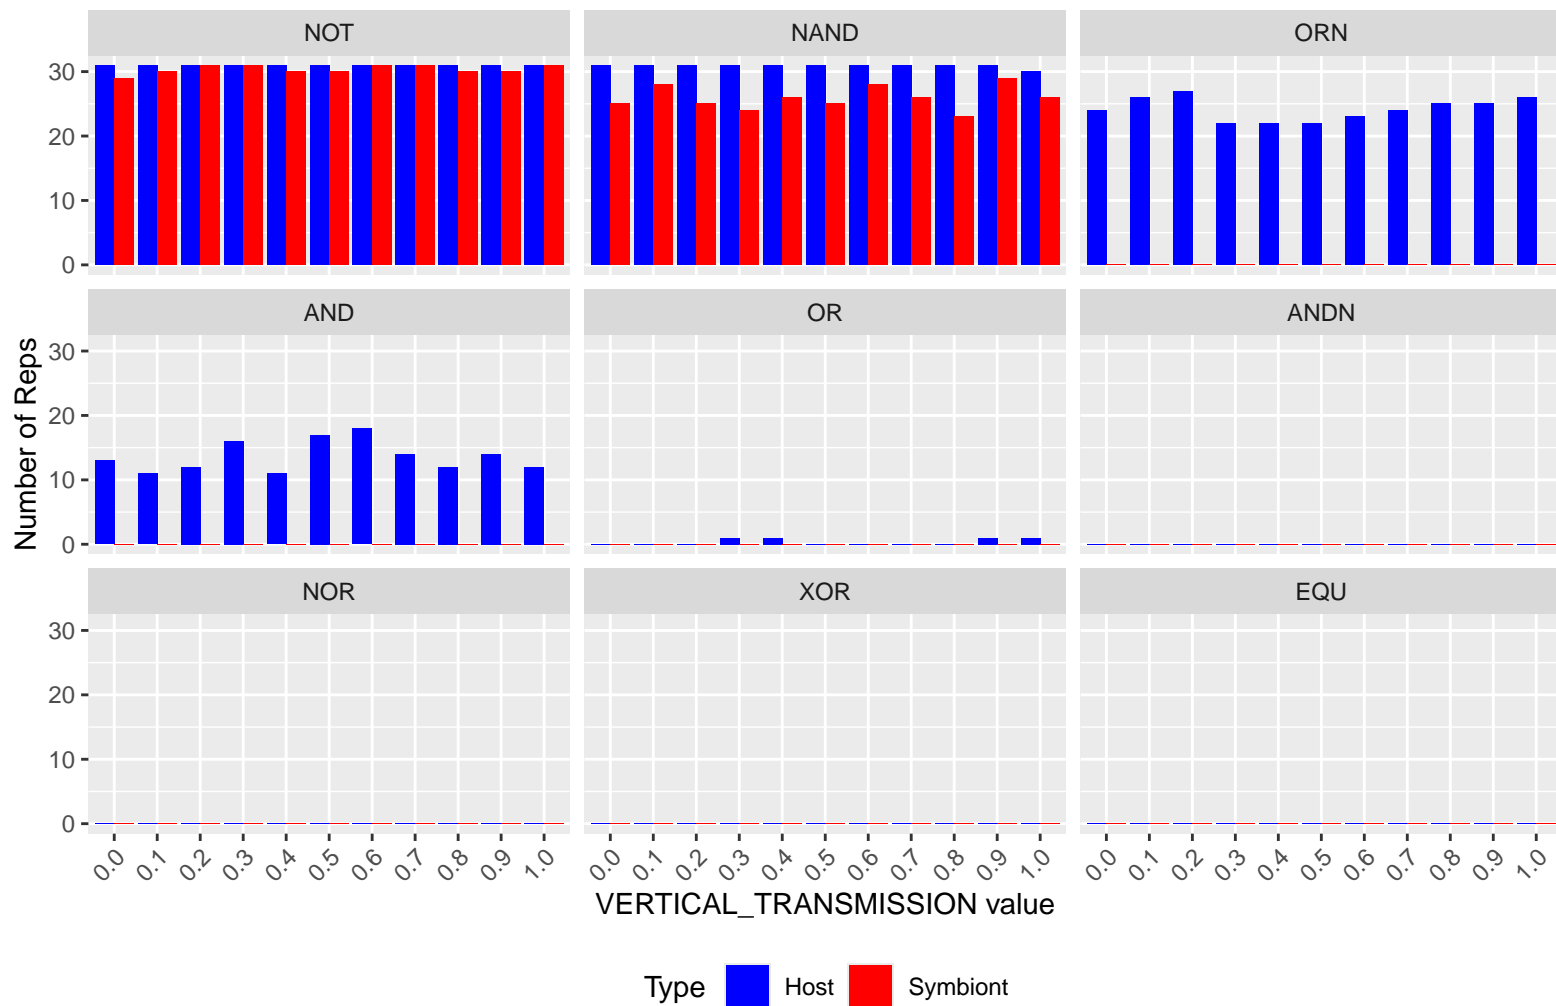 NOT NAND ORN
30
20
10
0
AND OR ANDN
30
20
10
0
NOR XOR EQU
30
20
10
0
Number of Reps
0.0 0.1 0.2 0.3 0.4 0.5 0.6 0.7 0.8 0.9 1.0 0.0 0.1 0.2 0.3 0.4 0.5 0.6 0.7 0.8 0.9 1.0 0.0 0.1 0.2 0.3 0.4 0.5 0.6 0.7 0.8 0.9 1.0
VERTICAL_TRANSMISSION value
Type Host Symbiont